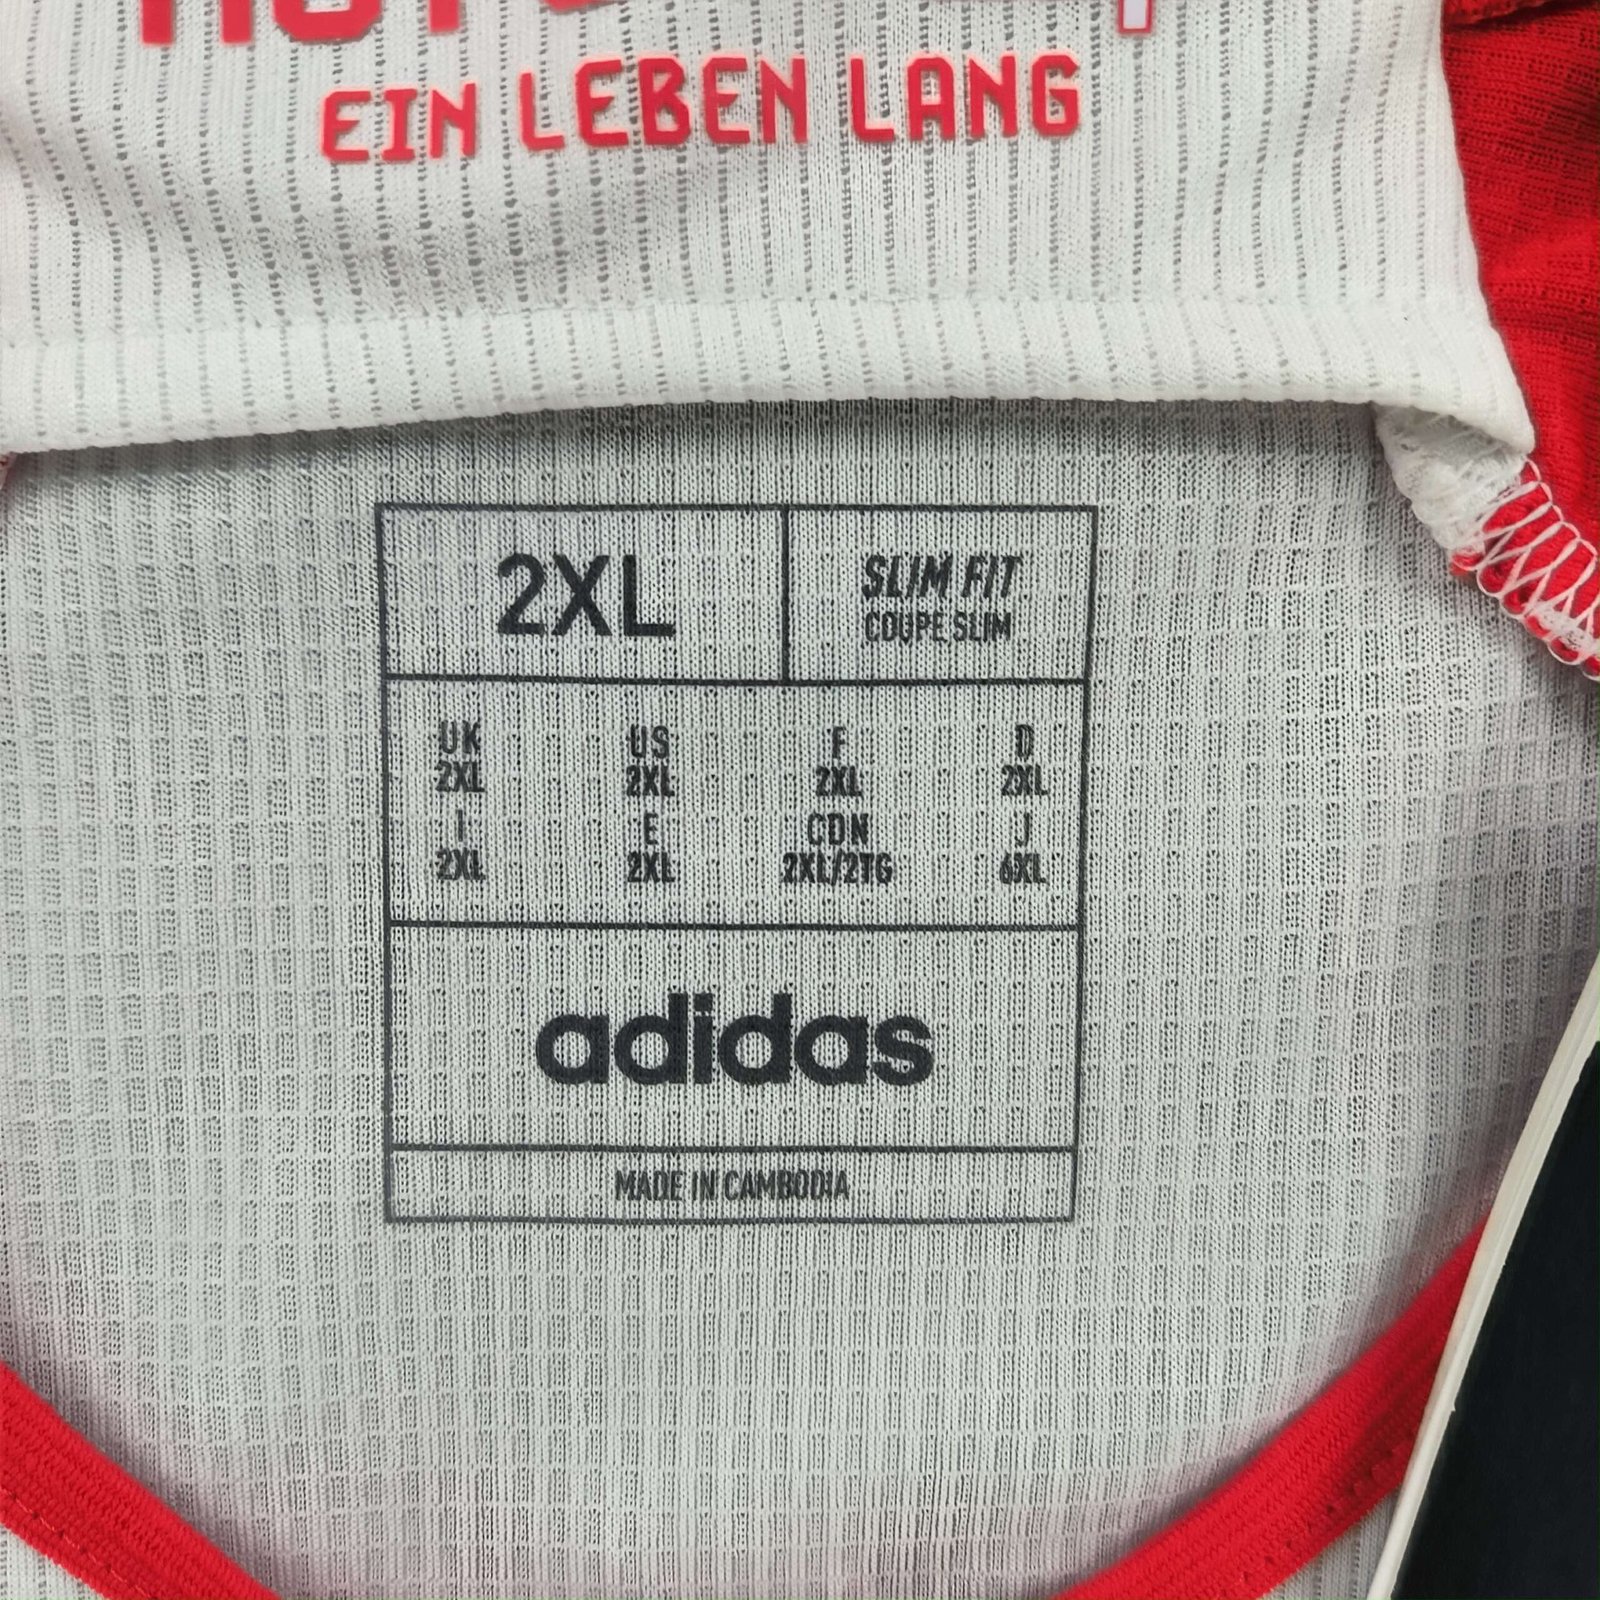 EIN LEBEN LANG
2XL
SLIM FIT
COUPE SLIM
UK US F D
2XL 2XL 2XL 2XL
I E CDN J
2XL 2XL 2XL/2TG 6XL
adidas
MADE IN CAMBODIA